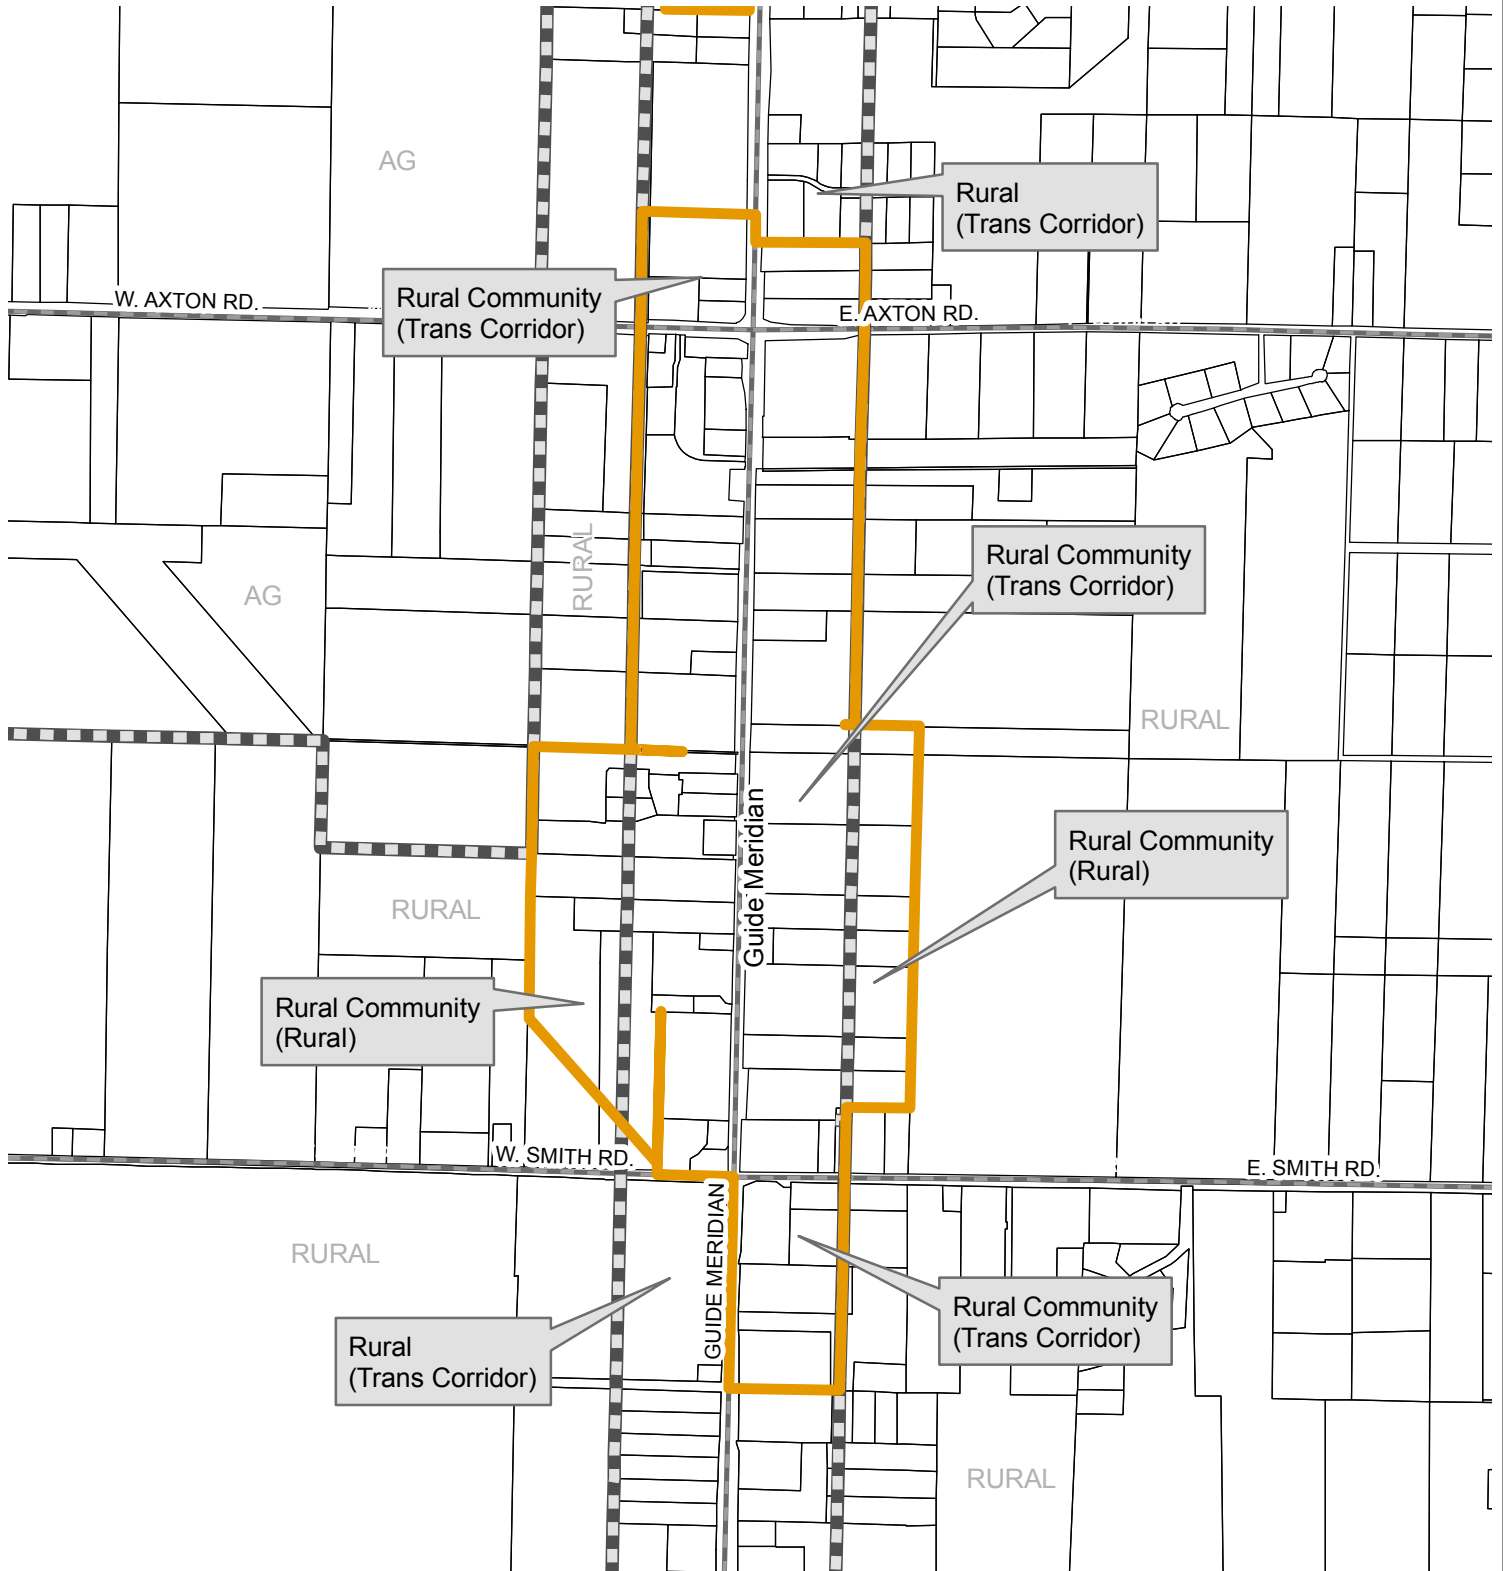 AG
Rural
(Trans Corridor)
Rural Community
(Trans Corridor)
W. AXTON RD.
E. AXTON RD.
RURAL
Rural Community
(Trans Corridor)
AG
RURAL
Guide Meridian
Rural Community
(Rural)
RURAL
Rural Community
(Rural)
W. SMITH RD.
E. SMITH RD.
GUIDE MERIDIAN
RURAL
Rural Community
(Trans Corridor)
Rural
(Trans Corridor)
RURAL